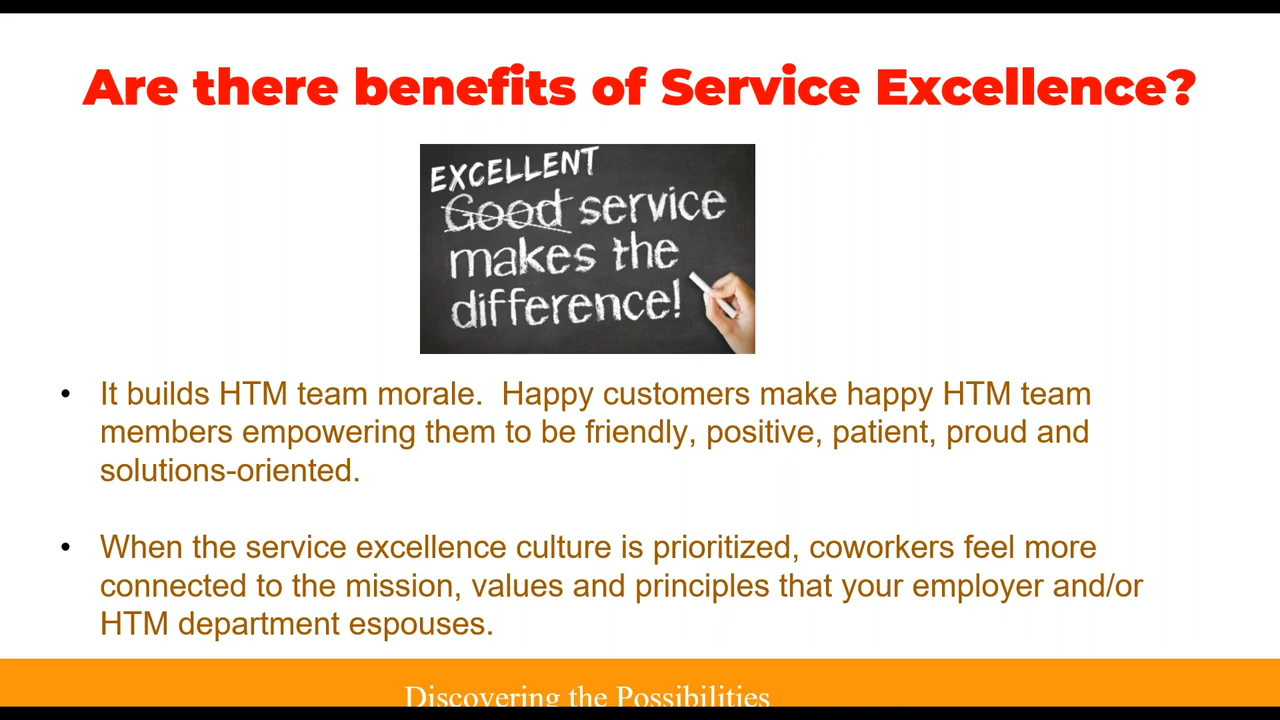 Are there benefits of Service Excellence?
EXCELLENT
Good service
makes the
difference!
• It builds HTM team morale.  Happy customers make happy HTM team
members empowering them to be friendly, positive, patient, proud and
solutions-oriented.
• When the service excellence culture is prioritized, coworkers feel more
connected to the mission, values and principles that your employer and/or
HTM department espouses.
Discovering the Possibilities